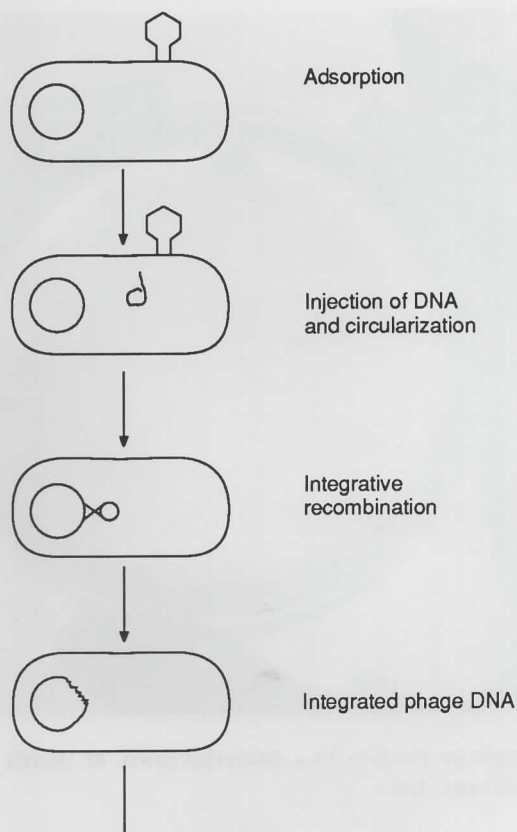 Adsorption
Injection of DNA
and circularization
Integrative
recombination
Integrated phage DNA